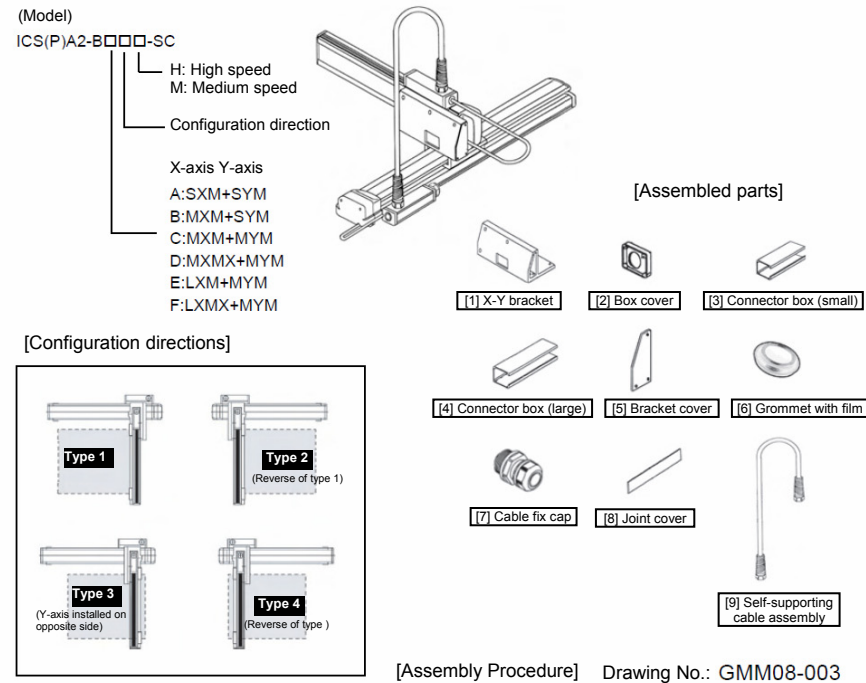 (Model)
ICS(P)A2-B□□□-SC
H: High speed
M: Medium speed
Configuration direction
X-axis Y-axis
A:SXM+SYM
B:MXM+SYM
C:MXM+MYM
D:MXMX+MYM
E:LXM+MYM
F:LXMX+MYM
[Assembled parts]
[1] X-Y bracket
[2] Box cover
[3] Connector box (small)
[4] Connector box (large)
[5] Bracket cover
[6] Grommet with film
[7] Cable fix cap
[8] Joint cover
[9] Self-supporting
cable assembly
[Configuration directions]
Type 1
Type 2
(Reverse of type 1)
Type 3
(Y-axis installed on
opposite side)
Type 4
(Reverse of type )
[Assembly Procedure]
Drawing No.: GMM08-003